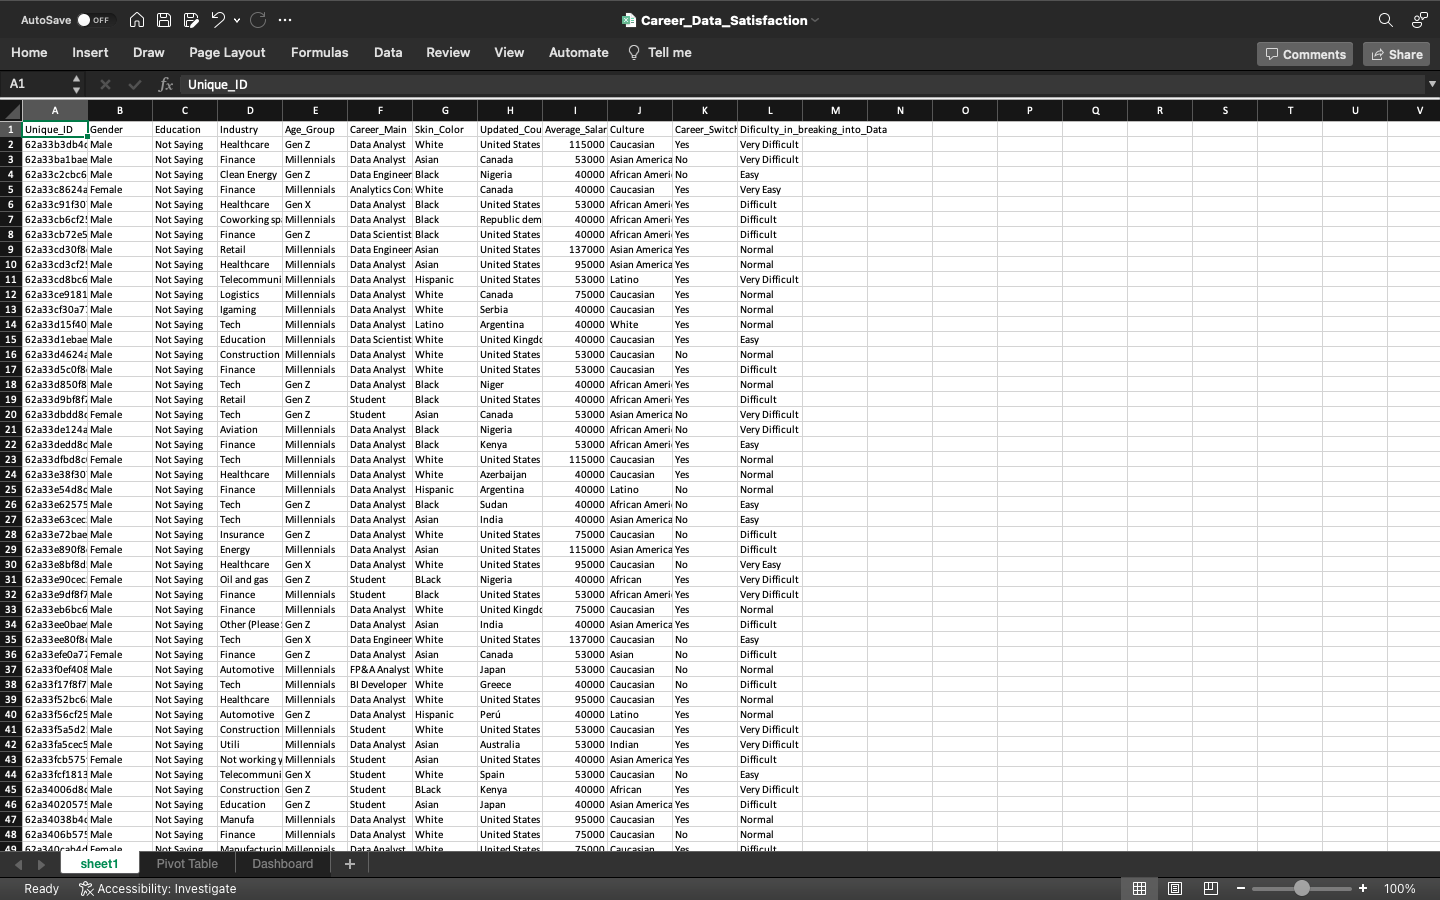 AutoSave OFF Career_Data_Satisfaction
Home Insert Draw Page Layout Formulas Data Review View Automate Tell me Comments Share
A1 fx Unique_ID
A B C D E F G H I J K L M N O P Q R S T U V
1 Unique_ID Gender Education Industry Age_Group Career_Main Skin_Color Updated_Cou Average_Salar Culture Career_Switch Dificulty_in_breaking_into_Data
2 62a33b3db4c Male Not Saying Healthcare Gen Z Data Analyst White United States 115000 Caucasian Yes Very Difficult
3 62a33ba1bae Male Not Saying Finance Millennials Data Analyst Asian Canada 53000 Asian America No Very Difficult
4 62a33c2cbc6 Male Not Saying Clean Energy Gen Z Data Engineer Black Nigeria 40000 African Ameri No Easy
5 62a33c8624a Female Not Saying Finance Millennials Analytics Con White Canada 40000 Caucasian Yes Very Easy
6 62a33c91f30 Male Not Saying Healthcare Gen X Data Analyst Black United States 53000 African Ameri Yes Difficult
7 62a33cb6cf2 Male Not Saying Coworking sp Millennials Data Analyst Black Republic dem 40000 African Ameri Yes Difficult
8 62a33cb72e5 Male Not Saying Finance Gen Z Data Scientist Black United States 40000 African Ameri Yes Difficult
9 62a33cd30f8 Male Not Saying Retail Millennials Data Engineer Asian United States 137000 Asian America Yes Normal
10 62a33cd3cf2 Male Not Saying Healthcare Millennials Data Analyst Asian United States 95000 Asian America Yes Normal
11 62a33cd8bc6 Male Not Saying Telecommuni Millennials Data Analyst Hispanic United States 53000 Latino Yes Very Difficult
12 62a33ce9181 Male Not Saying Logistics Millennials Data Analyst White Canada 75000 Caucasian Yes Normal
13 62a33cf30a7 Male Not Saying Igaming Millennials Data Analyst White Serbia 40000 Caucasian Yes Normal
14 62a33d15f40 Male Not Saying Tech Millennials Data Analyst Latino Argentina 40000 White Yes Normal
15 62a33d1ebae Male Not Saying Education Millennials Data Scientist White United Kingdo 40000 Caucasian Yes Easy
16 62a33d4624a Male Not Saying Construction Millennials Data Analyst White United States 53000 Caucasian No Normal
17 62a33d5c0f8 Male Not Saying Finance Millennials Data Analyst White United States 53000 Caucasian Yes Difficult
18 62a33d850f8 Male Not Saying Tech Gen Z Data Analyst Black Niger 40000 African Ameri Yes Normal
19 62a33d9bf8f Male Not Saying Retail Gen Z Student Black United States 40000 African Ameri Yes Difficult
20 62a33dbdd8c Female Not Saying Tech Gen Z Student Asian Canada 53000 Asian America No Very Difficult
21 62a33de124a Male Not Saying Aviation Millennials Data Analyst Black Nigeria 40000 African Ameri No Very Difficult
22 62a33dedd8c Male Not Saying Finance Millennials Data Analyst Black Kenya 53000 African Ameri Yes Easy
23 62a33dfbd8c Female Not Saying Tech Millennials Data Analyst White United States 115000 Caucasian Yes Normal
24 62a33e38f30 Male Not Saying Healthcare Millennials Data Analyst White Azerbaijan 40000 Caucasian Yes Normal
25 62a33e54d8c Male Not Saying Finance Millennials Data Analyst Hispanic Argentina 40000 Latino No Normal
26 62a33e62575 Male Not Saying Tech Gen Z Data Analyst Black Sudan 40000 African Ameri No Easy
27 62a33e63cec Male Not Saying Tech Millennials Data Analyst Asian India 40000 Asian America No Easy
28 62a33e72bae Male Not Saying Insurance Gen Z Data Analyst White United States 75000 Caucasian No Difficult
29 62a33e890f8 Female Not Saying Energy Millennials Data Analyst Asian United States 115000 Asian America Yes Difficult
30 62a33e8bf8d Male Not Saying Healthcare Gen X Data Analyst White United States 95000 Caucasian No Very Easy
31 62a33e90cec Female Not Saying Oil and gas Gen Z Student BLack Nigeria 40000 African Yes Very Difficult
32 62a33e9df8f Male Not Saying Finance Millennials Student Black United States 53000 African Ameri Yes Very Difficult
33 62a33eb6bc6 Male Not Saying Finance Millennials Data Analyst White United Kingdo 75000 Caucasian Yes Normal
34 62a33ee0bae Male Not Saying Other (Please Gen Z Data Analyst Asian India 40000 Asian America Yes Difficult
35 62a33ee80f8 Male Not Saying Tech Gen X Data Engineer White United States 137000 Caucasian No Easy
36 62a33efe0a7 Female Not Saying Finance Gen Z Data Analyst Asian Canada 53000 Asian No Difficult
37 62a33f0ef408 Male Not Saying Automotive Millennials FP&A Analyst White Japan 53000 Caucasian No Normal
38 62a33f17f8f7 Male Not Saying Tech Millennials BI Developer White Greece 40000 Caucasian No Difficult
39 62a33f52bc6 Male Not Saying Healthcare Millennials Data Analyst White United States 95000 Caucasian Yes Normal
40 62a33f56cf25 Male Not Saying Automotive Gen Z Data Analyst Hispanic Perú 40000 Latino Yes Normal
41 62a33f5a5d2 Male Not Saying Construction Millennials Student White United States 53000 Caucasian Yes Very Difficult
42 62a33fa5cec5 Male Not Saying Utili Millennials Data Analyst Asian Australia 53000 Indian Yes Very Difficult
43 62a33fcb575 Female Not Saying Not working y Millennials Student Asian United States 40000 Asian America Yes Difficult
44 62a33fcf1813 Male Not Saying Telecommuni Gen X Student White Spain 53000 Caucasian No Easy
45 62a34006d8c Male Not Saying Construction Gen Z Student BLack Kenya 40000 African Yes Very Difficult
46 62a34020575 Male Not Saying Education Gen Z Student Asian Japan 40000 Asian America Yes Difficult
47 62a34038b4c Male Not Saying Manufa Millennials Data Analyst White United States 95000 Caucasian Yes Normal
48 62a3406b575 Male Not Saying Finance Millennials Data Analyst White United States 75000 Caucasian No Normal
49 62a340cab4d Female Not Saying Manufacturin Millennials Data Analyst White United States 75000 Caucasian Yes Difficult
sheet1 Pivot Table Dashboard +
Ready Accessibility: Investigate 100%